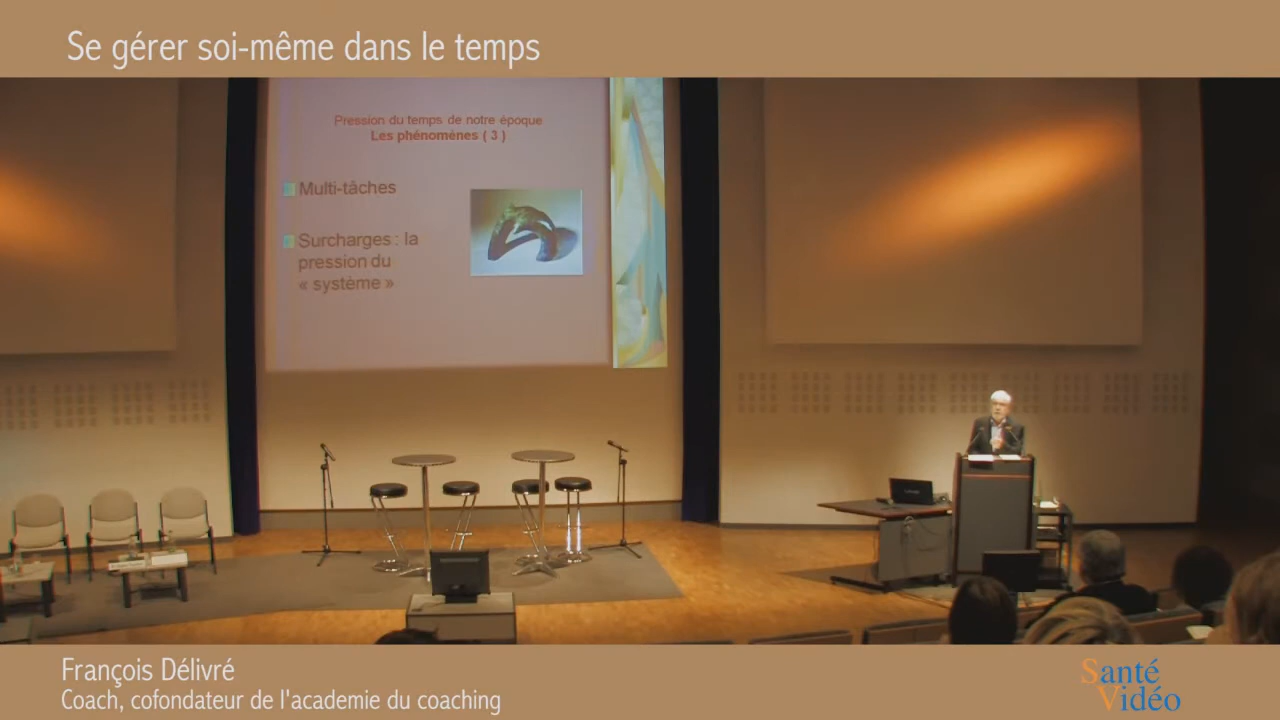 Se gérer soi-même dans le temps
Pression du temps de notre époque
Les phénomènes ( 3 )
Multi-tâches
Surcharges : la
pression du
« système »
François Délivré
Coach, cofondateur de l'academie du coaching
Santé
Vidéo